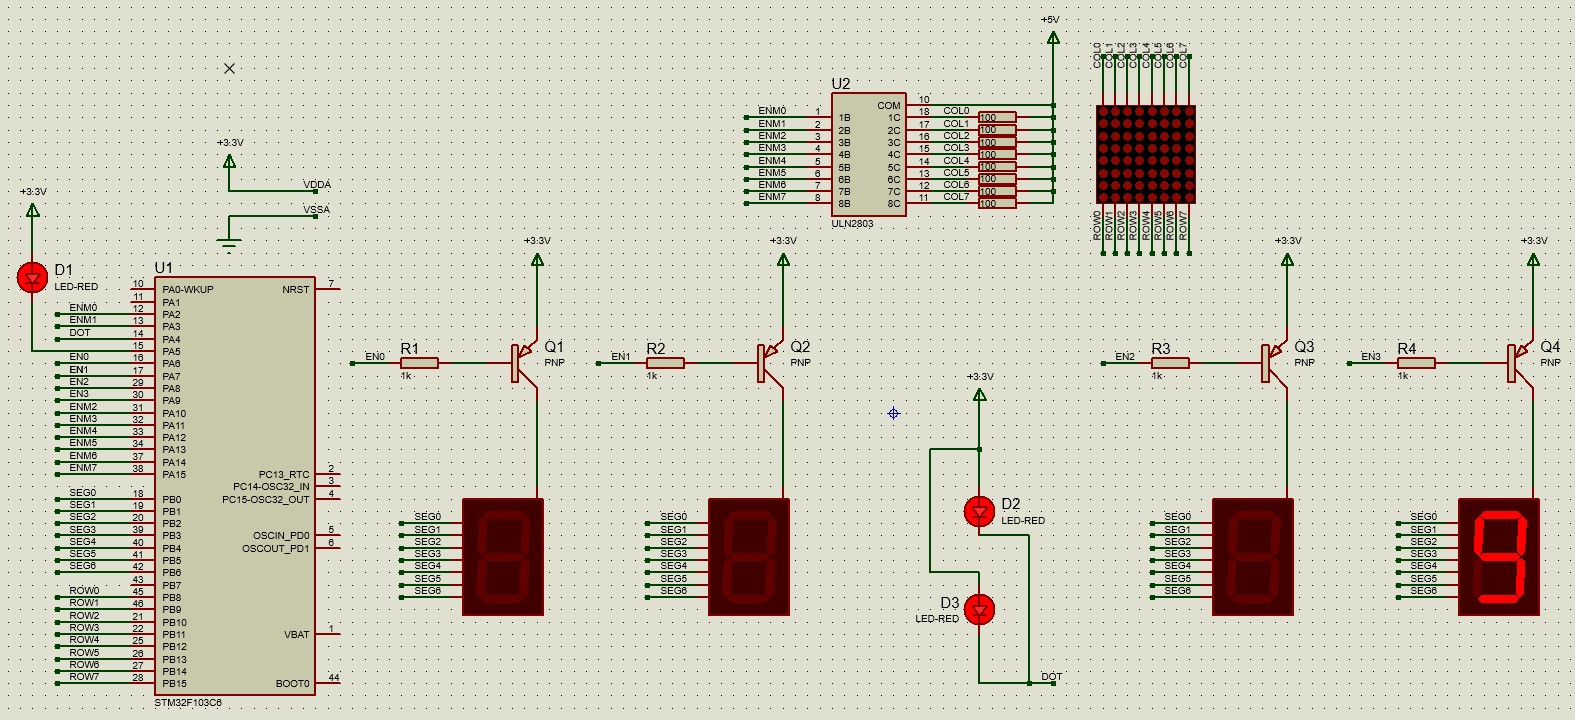 +5V
COL0 COL1 COL2 COL3 COL4 COL5 COL6 COL7
U2
COM 10
ENM0 1 1B 1C 18 COL0 100
ENM1 2 2B 2C 17 COL1 100
ENM2 3 3B 3C 16 COL2 100
ENM3 4 4B 4C 15 COL3 100
ENM4 5 5B 5C 14 COL4 100
ENM5 6 6B 6C 13 COL5 100
ENM6 7 7B 7C 12 COL6 100
ENM7 8 8B 8C 11 COL7 100
ULN2803
ROW0 ROW1 ROW2 ROW3 ROW4 ROW5 ROW6 ROW7
+3.3V
VDDA
VSSA
+3.3V
D1
LED-RED
U1
10 PA0-WKUP NRST 7
11 PA1
ENM0 12 PA2
ENM1 13 PA3
DOT 14 PA4
15 PA5
EN0 16 PA6
EN1 17 PA7
EN2 29 PA8
EN3 30 PA9
ENM2 31 PA10
ENM3 32 PA11
ENM4 33 PA12
ENM5 34 PA13
ENM6 37 PA14
ENM7 38 PA15 PC13_RTC 2
PC14-OSC32_IN 3
SEG0 18 PB0 PC15-OSC32_OUT 4
SEG1 19 PB1
SEG2 20 PB2
SEG3 39 PB3 OSCIN_PD0 5
SEG4 40 PB4 OSCOUT_PD1 6
SEG5 41 PB5
SEG6 42 PB6
43 PB7
ROW0 45 PB8
ROW1 46 PB9
ROW2 21 PB10
ROW3 22 PB11 VBAT 1
ROW4 25 PB12
ROW5 26 PB13
ROW6 27 PB14
ROW7 28 PB15 BOOT0 44
STM32F103C6
+3.3V
EN0 R1 Q1
1k PNP
SEG0
SEG1
SEG2
SEG3
SEG4
SEG5
SEG6
+3.3V
EN1 R2 Q2
1k PNP
SEG0
SEG1
SEG2
SEG3
SEG4
SEG5
SEG6
+3.3V
D2
LED-RED
D3
LED-RED
DOT
+3.3V
EN2 R3 Q3
1k PNP
SEG0
SEG1
SEG2
SEG3
SEG4
SEG5
SEG6
+3.3V
EN3 R4 Q4
1k PNP
SEG0
SEG1
SEG2
SEG3
SEG4
SEG5
SEG6
9